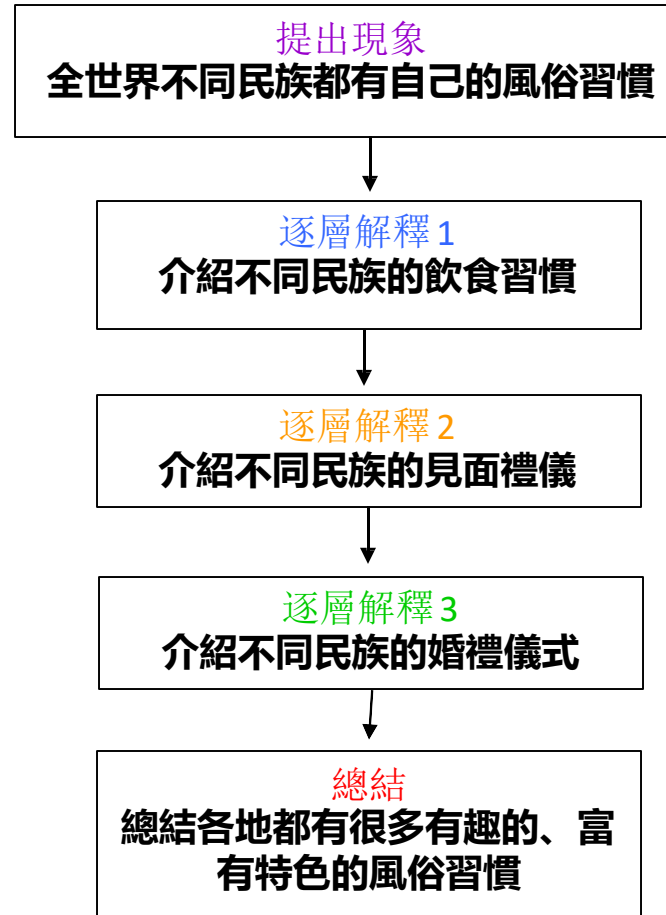 提出現象
全世界不同民族都有自己的風俗習慣
逐層解釋1
介紹不同民族的飲食習慣
逐層解釋2
介紹不同民族的見面禮儀
逐層解釋3
介紹不同民族的婚禮儀式
總結
總結各地都有很多有趣的、富
有特色的風俗習慣